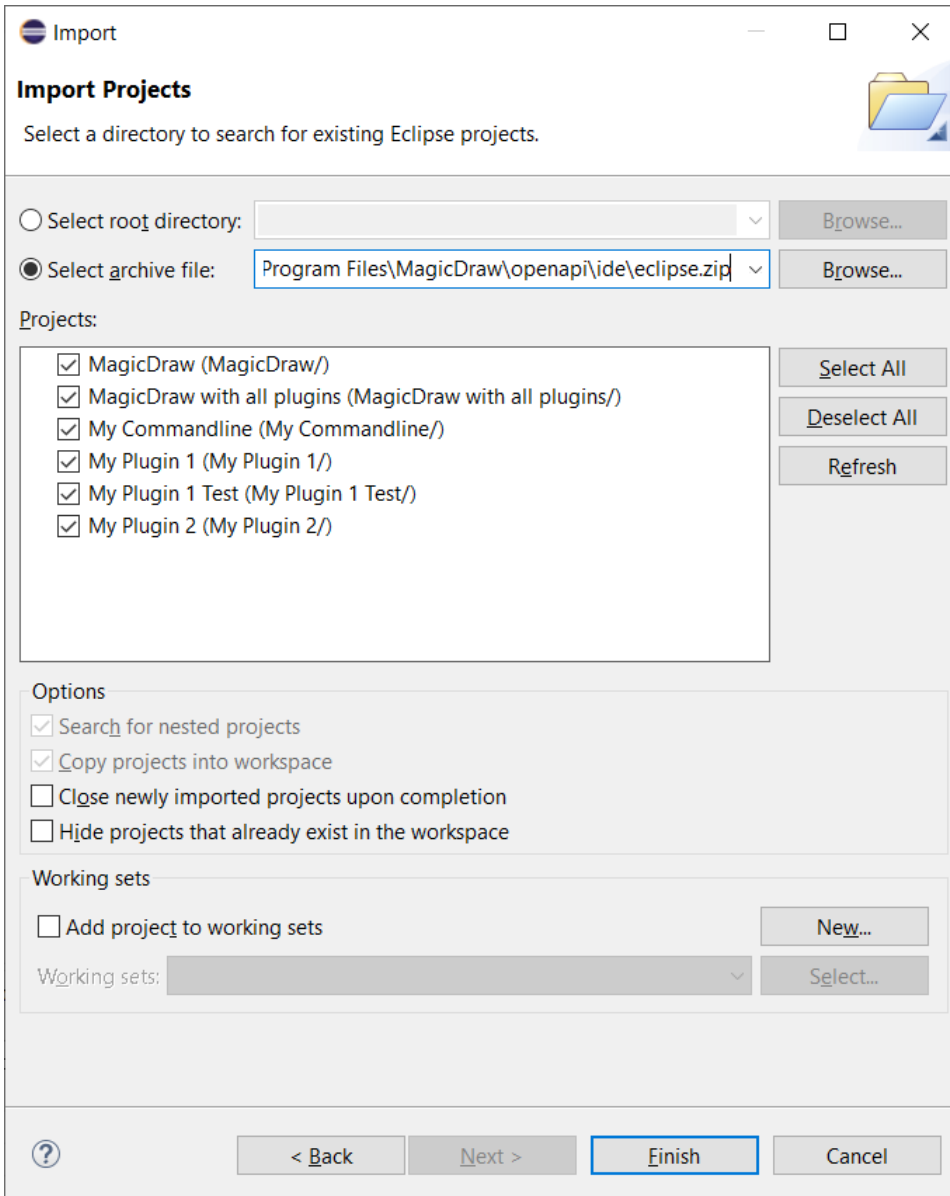 Import
Import Projects
Select a directory to search for existing Eclipse projects.
Select root directory:
Browse...
Select archive file:
Program Files\MagicDraw\openapi\ide\eclipse.zip
Browse...
Projects:
MagicDraw (MagicDraw/)
MagicDraw with all plugins (MagicDraw with all plugins/)
My Commandline (My Commandline/)
My Plugin 1 (My Plugin 1/)
My Plugin 1 Test (My Plugin 1 Test/)
My Plugin 2 (My Plugin 2/)
Select All
Deselect All
Refresh
Options
Search for nested projects
Copy projects into workspace
Close newly imported projects upon completion
Hide projects that already exist in the workspace
Working sets
Add project to working sets
New...
Working sets:
Select...
?
< Back
Next >
Finish
Cancel